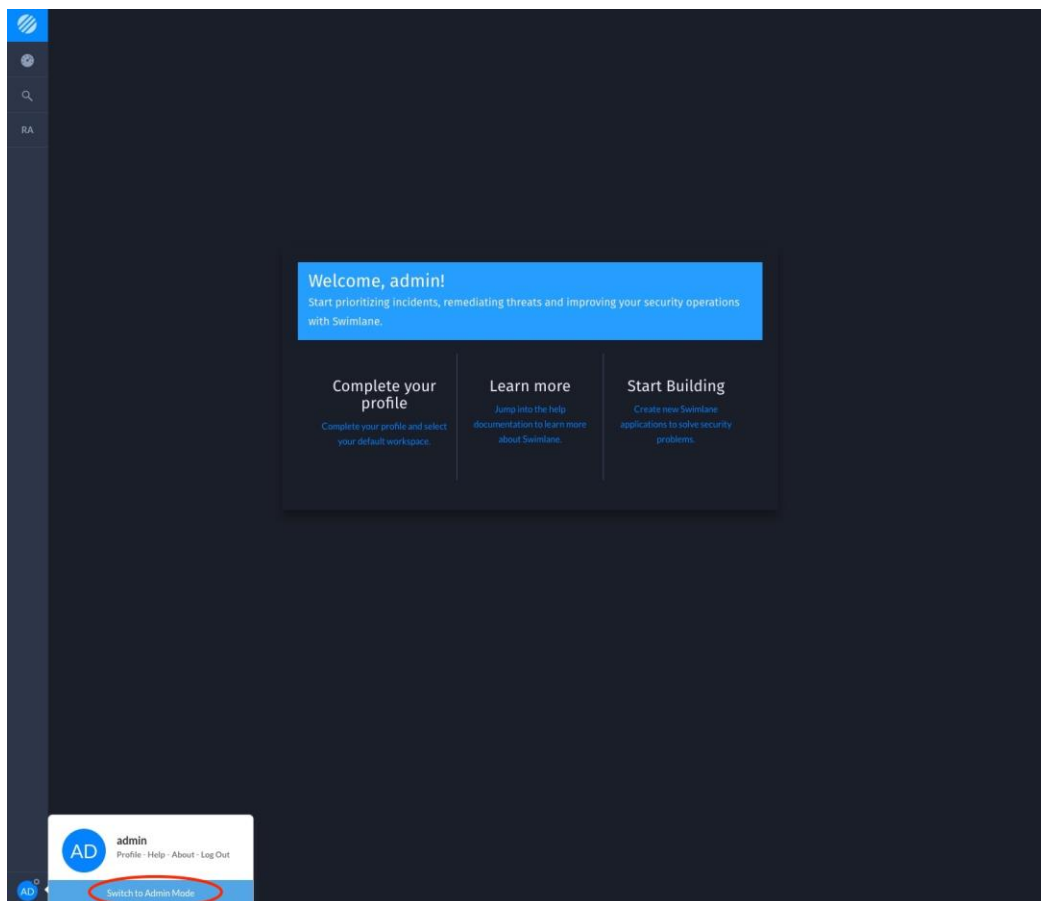 RA
Welcome, admin!
Start prioritizing incidents, remediating threats and improving your security operations
with Swimlane.
Complete your
profile
Complete your profile and select
your default workspace.
Learn more
Jump into the help
documentation to learn more
about Swimlane.
Start Building
Create new Swimlane
applications to solve security
problems.
AD
admin
Profile - Help - About - Log Out
AD
Switch to Admin Mode